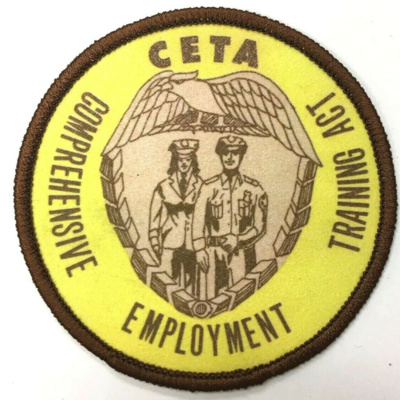 CETA
COMPREHENSIVE
EMPLOYMENT
TRAINING ACT